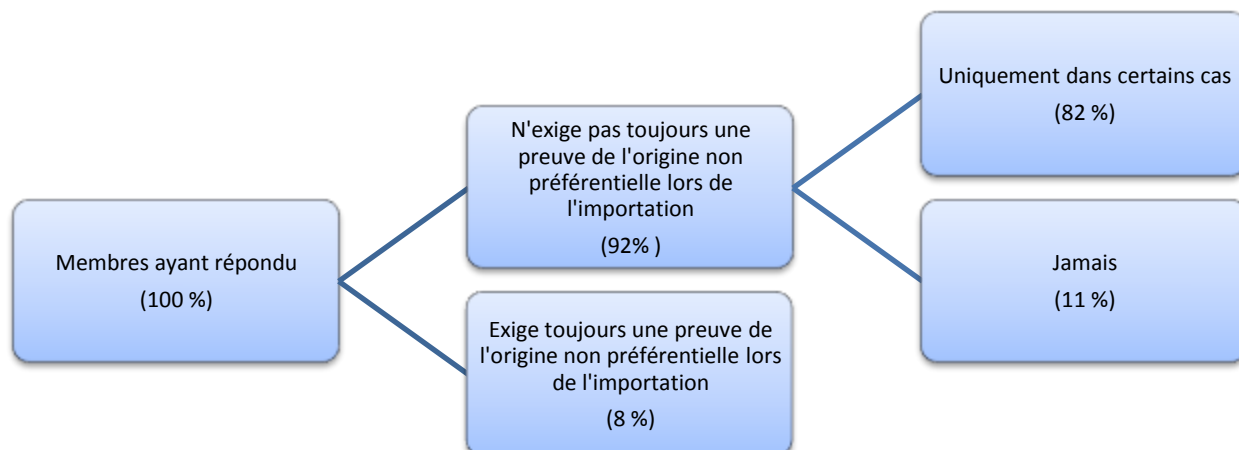 Membres ayant répondu
(100 %)
N'exige pas toujours une
preuve de l'origine non
préférentielle lors de
l'importation
(92% )
Exige toujours une preuve de
l'origine non préférentielle lors
de l'importation
(8 %)
Uniquement dans certains cas
(82 %)
Jamais
(11 %)